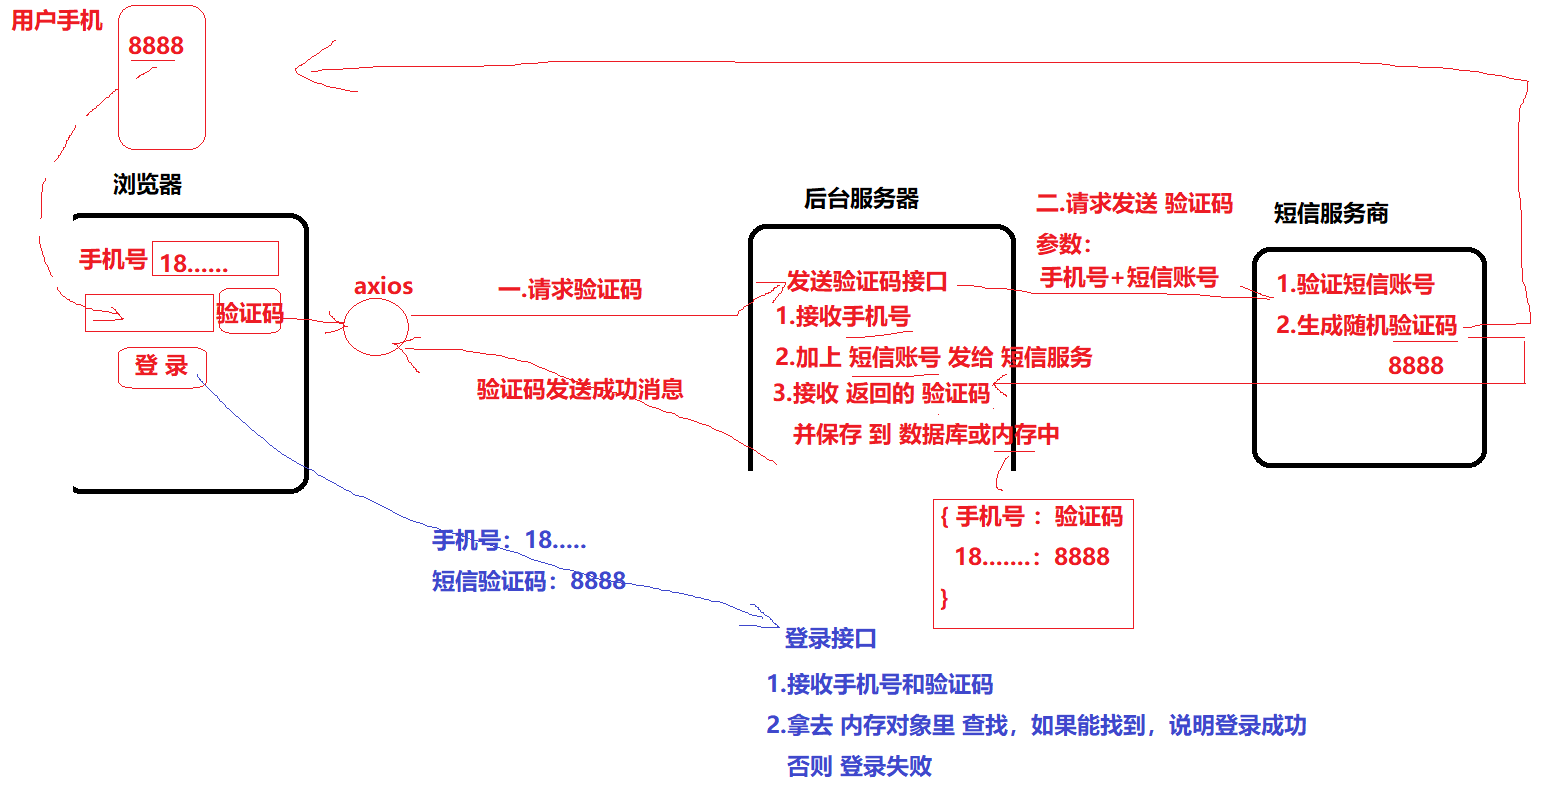 用户手机
8888
浏览器
手机号
18......
验证码
登 录
axios
一.请求验证码
验证码发送成功消息
后台服务器
发送验证码接口
1.接收手机号
2.加上 短信账号 发给 短信服务
3.接收 返回的 验证码
并保存 到 数据库或内存中
{ 手机号 ：验证码
18.......：8888
}
二.请求发送 验证码
参数：
手机号+短信账号
短信服务商
1.验证短信账号
2.生成随机验证码
8888
手机号：18.....
短信验证码：8888
登录接口
1.接收手机号和验证码
2.拿去 内存对象里 查找，如果能找到，说明登录成功
否则 登录失败